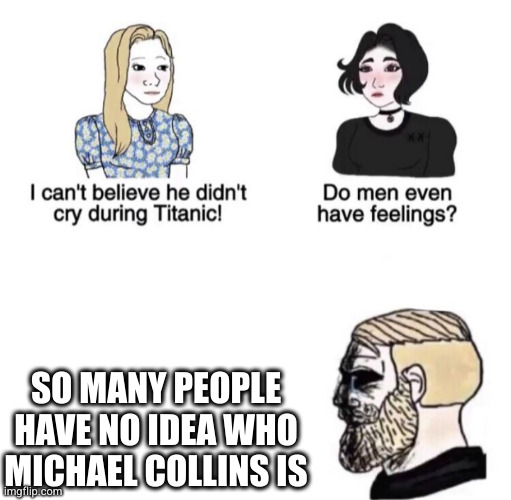 I can't believe he didn't
cry during Titanic!
Do men even
have feelings?
SO MANY PEOPLE
HAVE NO IDEA WHO
MICHAEL COLLINS IS
imgflip.com